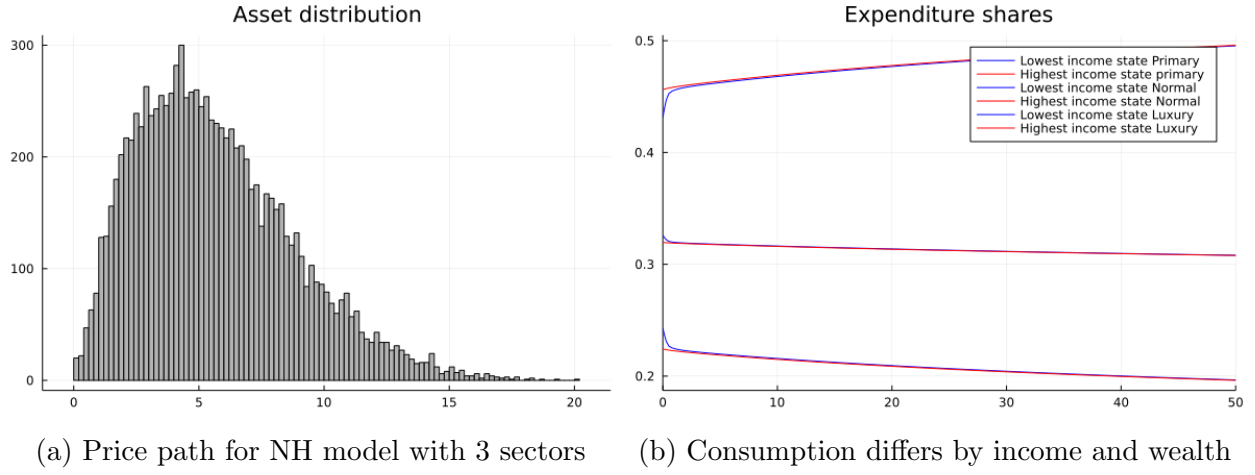 Asset distribution
300
200
100
0
0
5
10
15
20
(a) Price path for NH model with 3 sectors
Expenditure shares
0.5
0.4
0.3
0.2
0
10
20
30
40
50
Lowest income state Primary
Highest income state primary
Lowest income state Normal
Highest income state Normal
Lowest income state Luxury
Highest income state Luxury
(b) Consumption differs by income and wealth